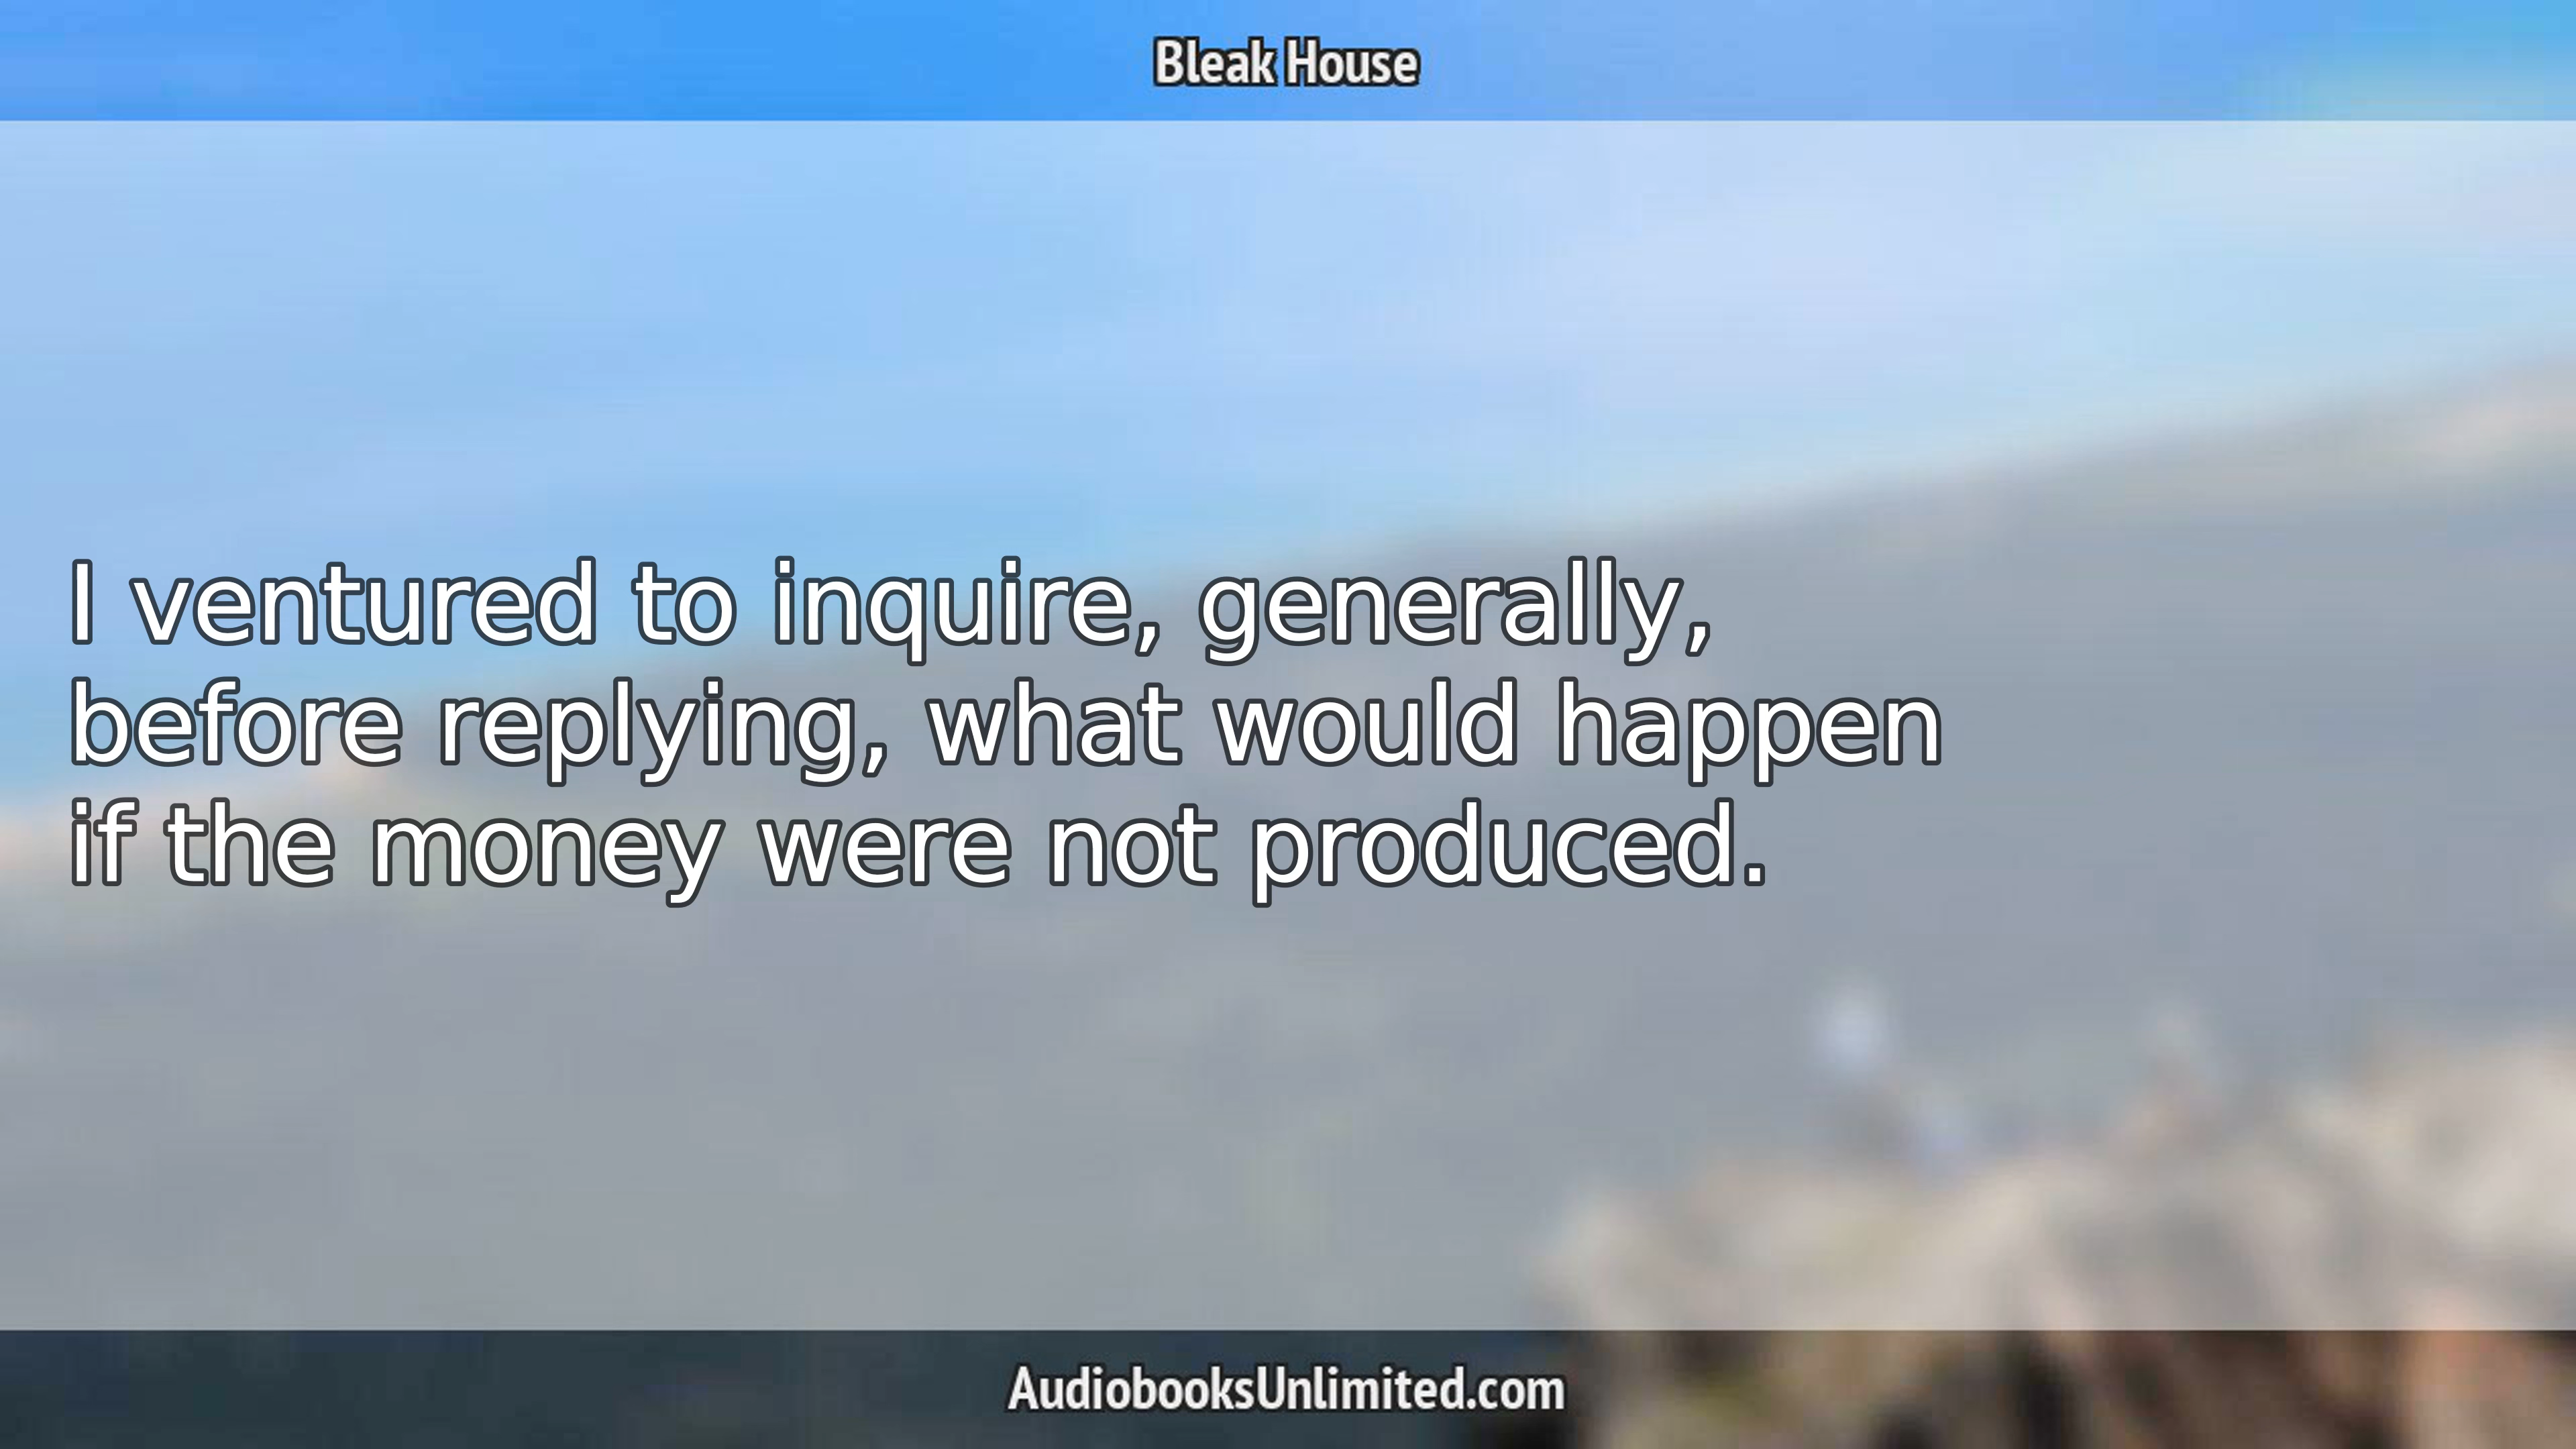 Bleak House
I ventured to inquire, generally,
before replying, what would happen
if the money were not produced.
AudiobooksUnlimited.com